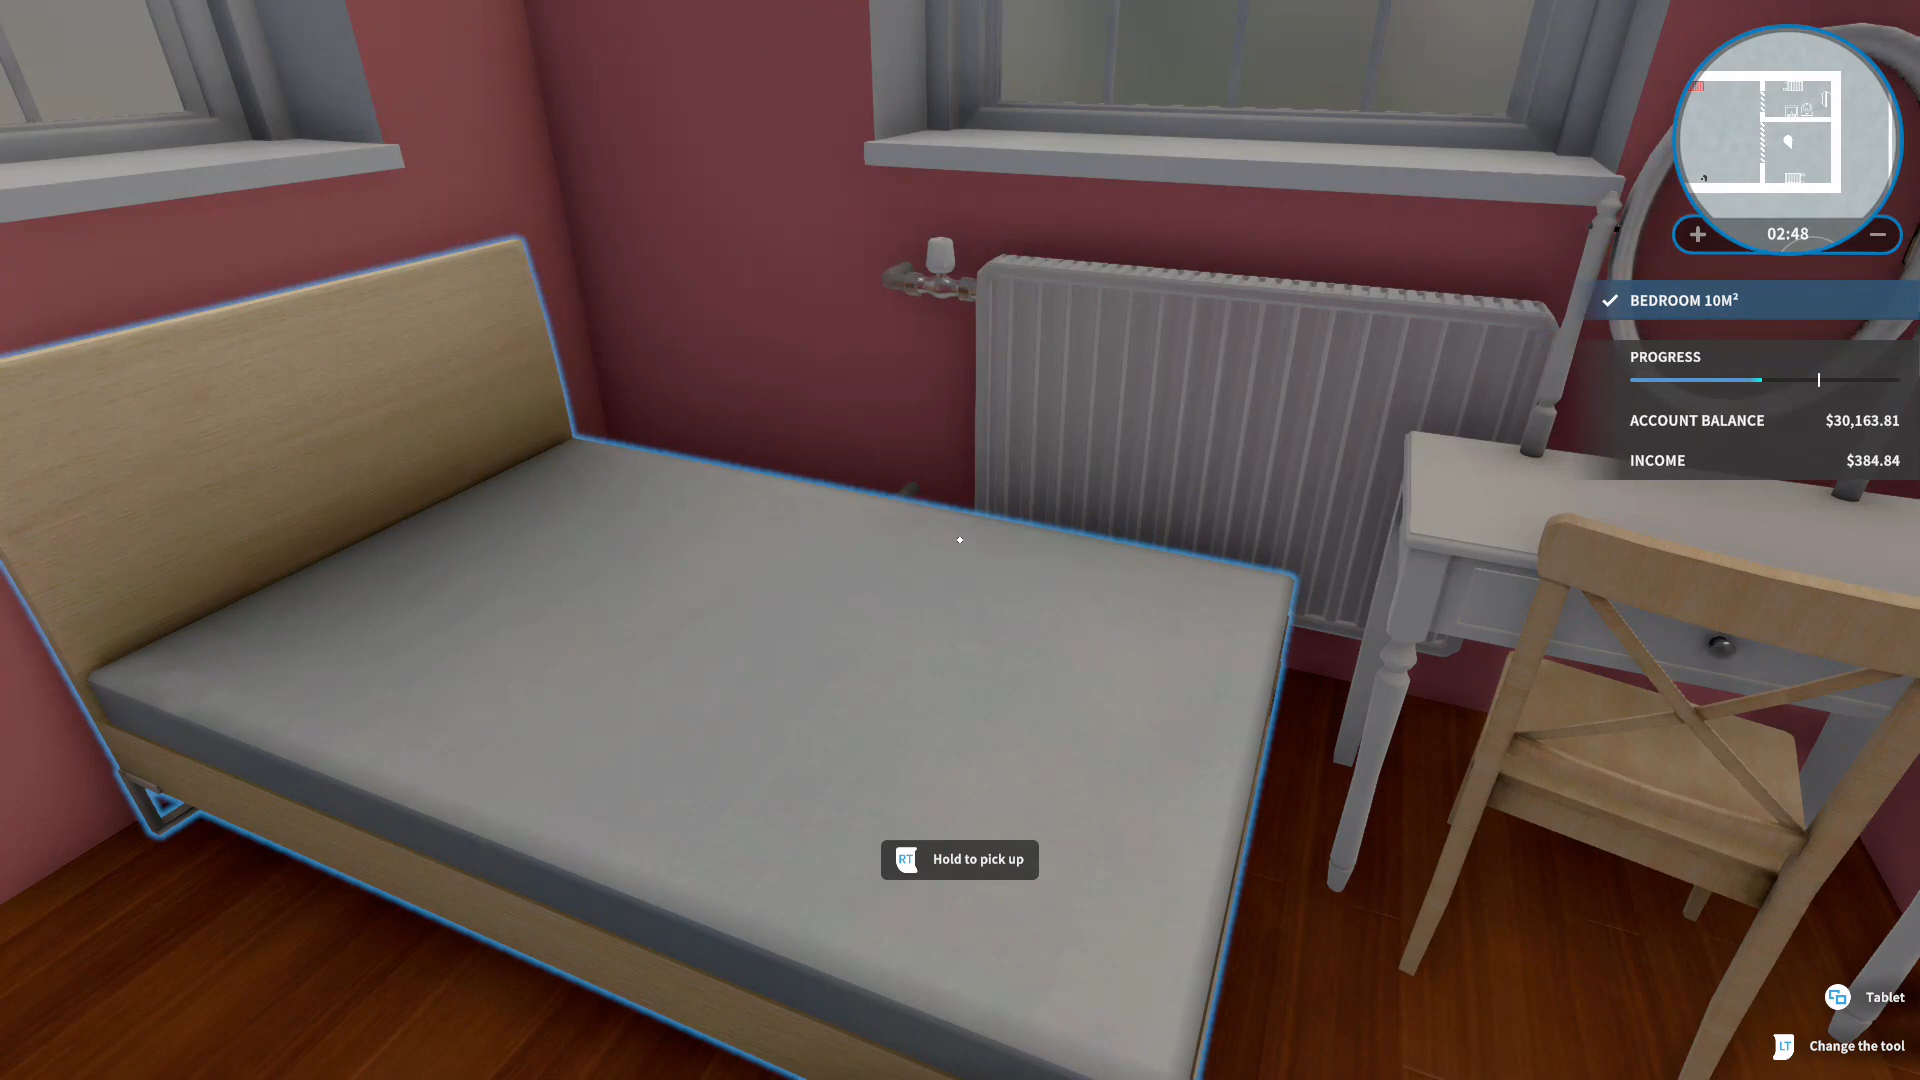 02:48
BEDROOM 10M²
PROGRESS
ACCOUNT BALANCE $30,163.81
INCOME $384.84
RT Hold to pick up
Tablet
LT Change the tool